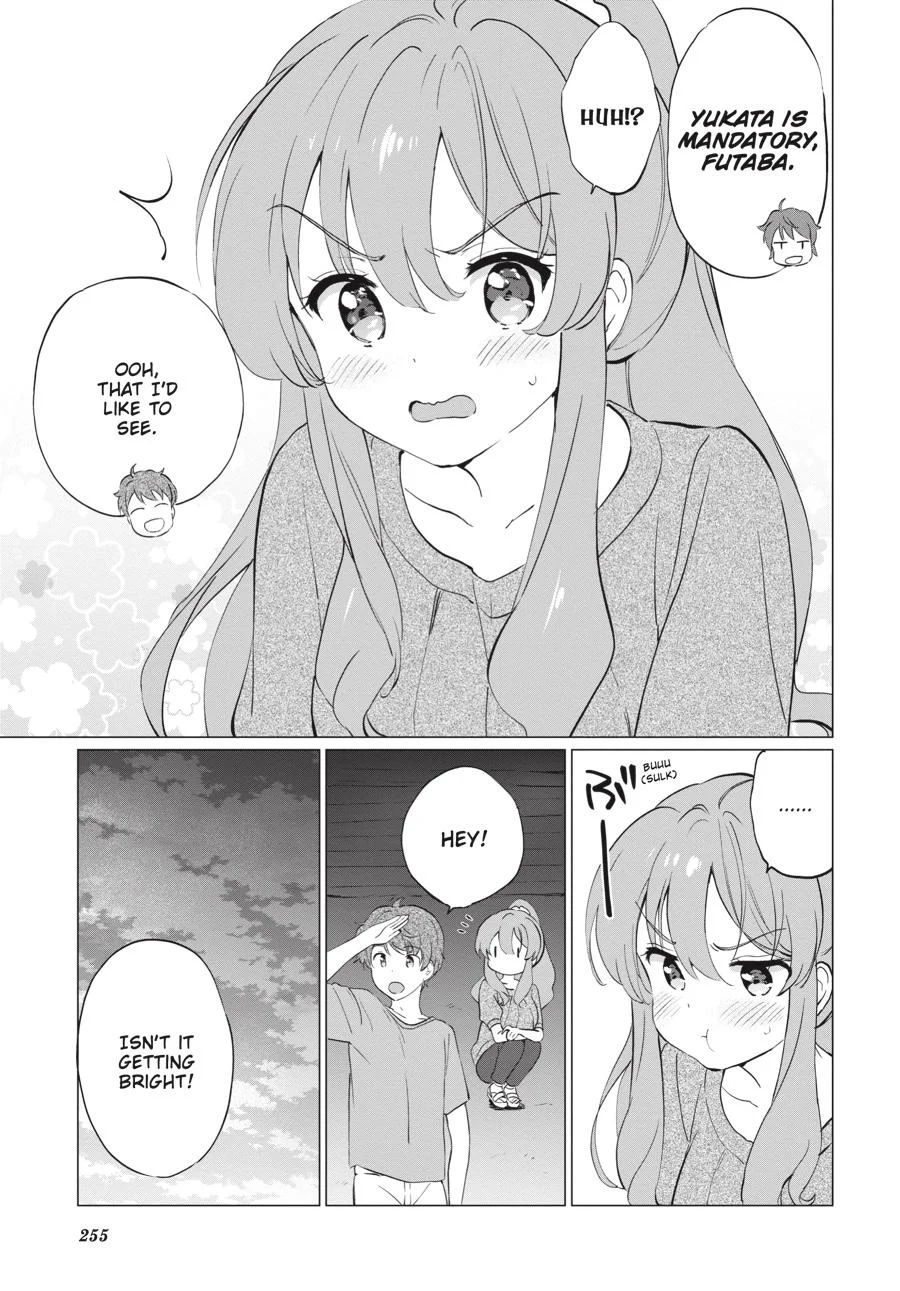 YUKATA IS
MANDATORY,
FUTABA.
HUH!?
OOH,
THAT I'D
LIKE TO
SEE.
......
ぶ゛
BUUU
(SULK)
HEY!
ISN'T IT
GETTING
BRIGHT!
255